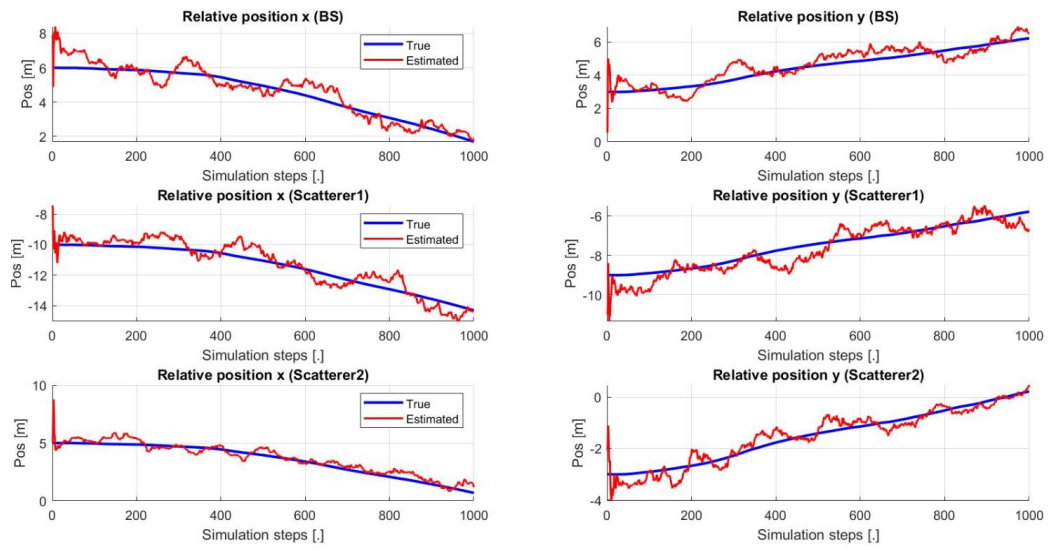 Relative position x (BS)
8
6
4
2
Pos [m]
True
Estimated
0 200 400 600 800 1000
Simulation steps [.]
Relative position y (BS)
6
4
2
0
Pos [m]
0 200 400 600 800 1000
Simulation steps [.]
Relative position x (Scatterer1)
-8
-10
-12
-14
Pos [m]
True
Estimated
0 200 400 600 800 1000
Simulation steps [.]
Relative position y (Scatterer1)
-6
-8
-10
Pos [m]
0 200 400 600 800 1000
Simulation steps [.]
Relative position x (Scatterer2)
10
5
0
Pos [m]
True
Estimated
0 200 400 600 800 1000
Simulation steps [.]
Relative position y (Scatterer2)
0
-2
-4
Pos [m]
0 200 400 600 800 1000
Simulation steps [.]